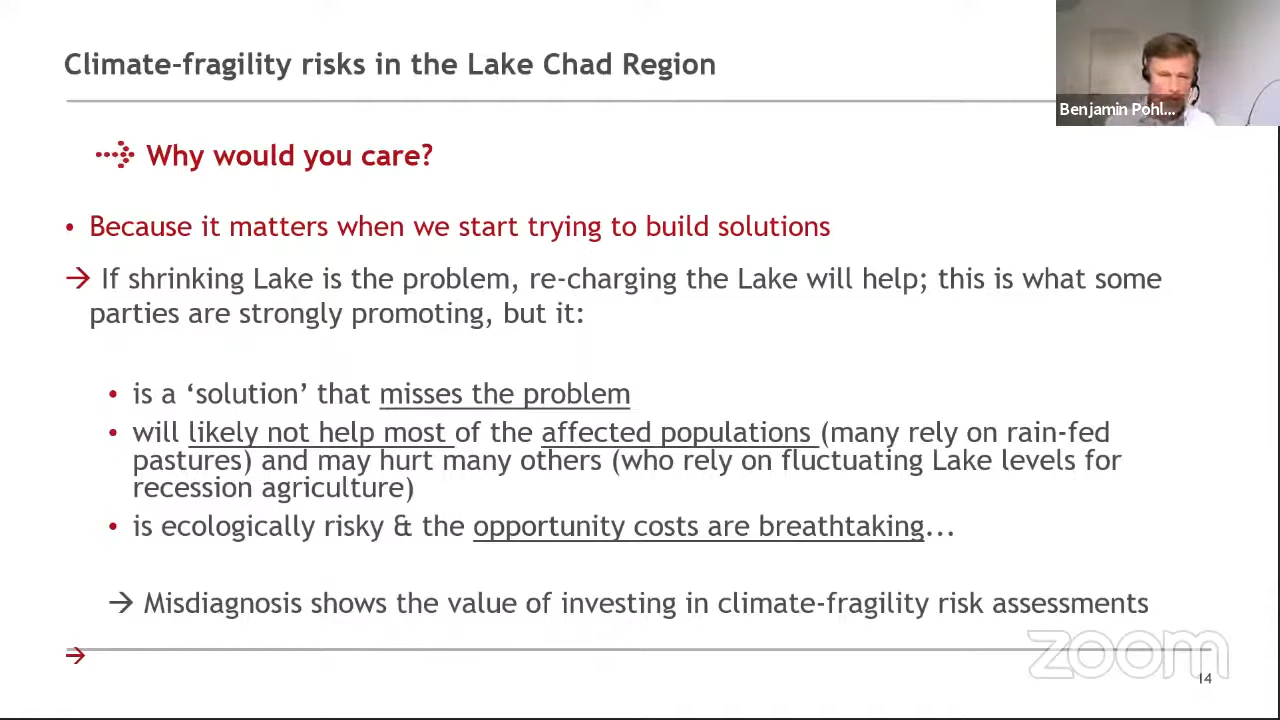 Climate-fragility risks in the Lake Chad Region
Benjamin Pohl...
Why would you care?
• Because it matters when we start trying to build solutions
→ If shrinking Lake is the problem, re-charging the Lake will help; this is what some
parties are strongly promoting, but it:
• is a ‘solution’ that misses the problem
• will likely not help most of the affected populations (many rely on rain-fed
pastures) and may hurt many others (who rely on fluctuating Lake levels for
recession agriculture)
• is ecologically risky & the opportunity costs are breathtaking...
→ Misdiagnosis shows the value of investing in climate-fragility risk assessments
zoom
14